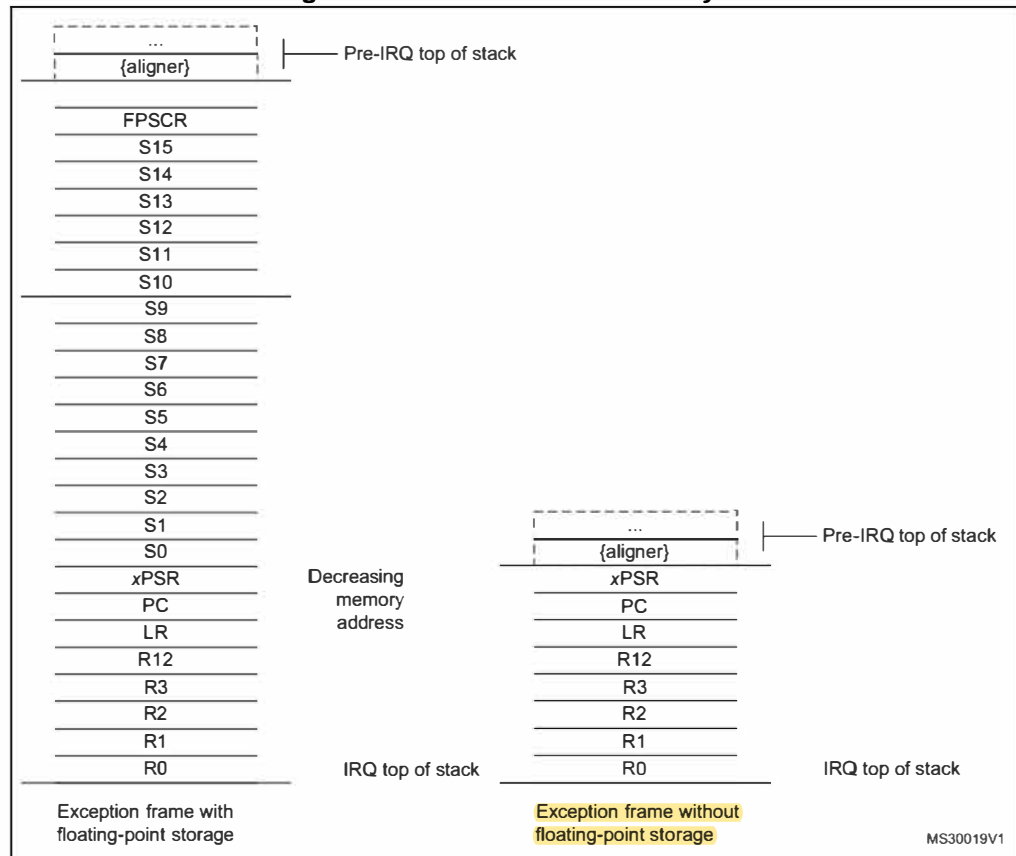 ...
{aligner}
Pre-IRQ top of stack
FPSCR
S15
S14
S13
S12
S11
S10
S9
S8
S7
S6
S5
S4
S3
S2
S1
S0
xPSR
PC
LR
R12
R3
R2
R1
R0
Decreasing
memory
address
IRQ top of stack
Exception frame with
floating-point storage
...
{aligner}
Pre-IRQ top of stack
xPSR
PC
LR
R12
R3
R2
R1
R0
IRQ top of stack
Exception frame without
floating-point storage
MS30019V1